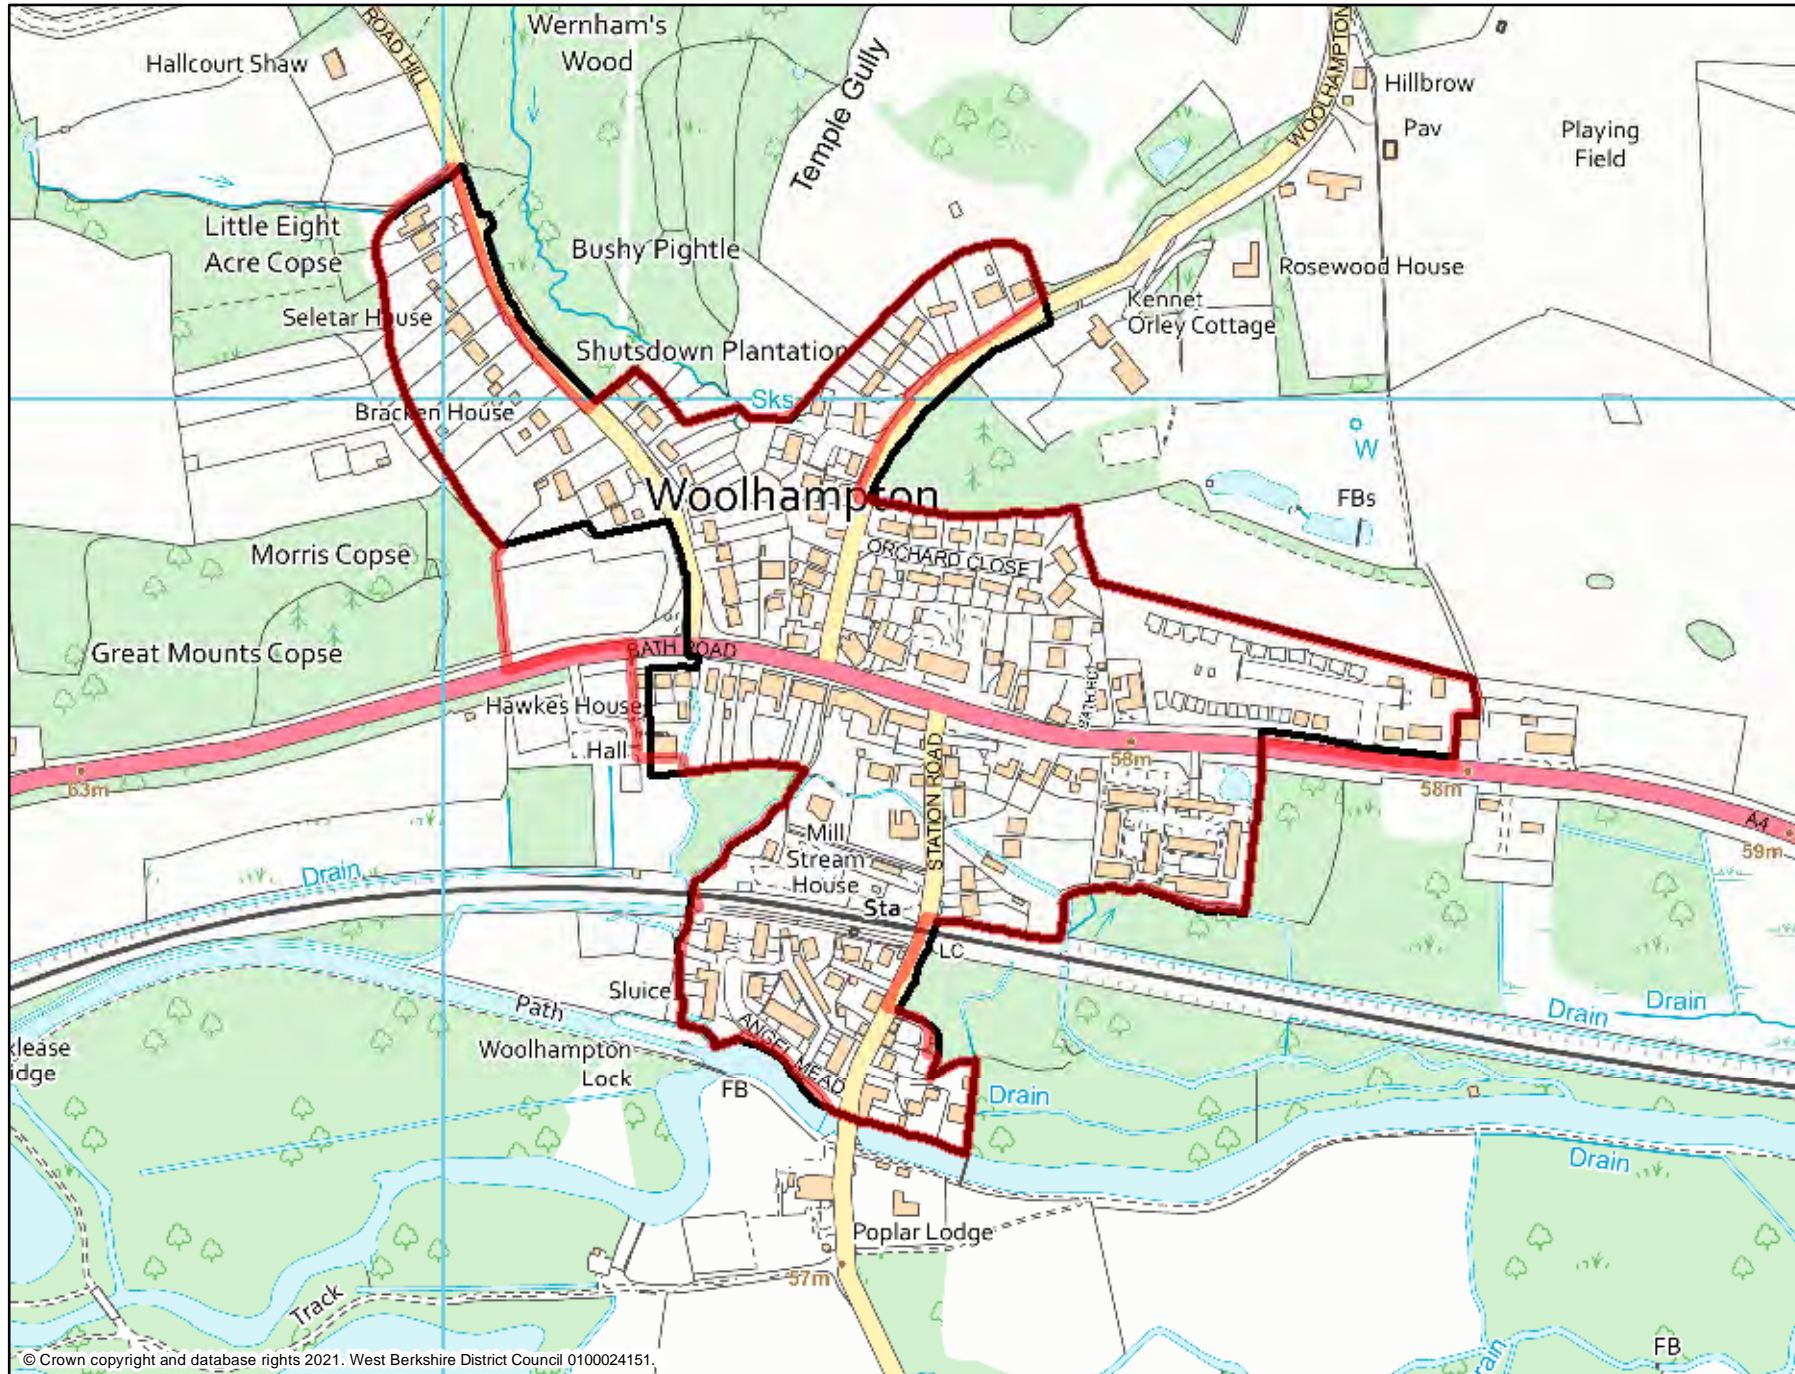 ROAD HILL
Wernham's
Wood
WOOLHAMPTON
Hallcourt Shaw
Temple Gully
Hillbrow
Pav
Playing
Field
Little Eight
Acre Copse
Bushy Pightle
Rosewood House
Seletar House
Kennet
Orley Cottage
Shutsdown Plantation
Sks
Bracken House
W
Woolhampton
FBs
Morris Copse
ORCHARD CLOSE
Great Mounts Copse
BATH ROAD
Hawkes House
Hall
STATION ROAD
58m
63m
58m
A4
59m
Mill
Stream
House
Drain
Sta
LC
Sluice
Path
Drain
Drain
ANGEL MEAD
Woolhampton
Lock
FB
Drain
Drain
Poplar Lodge
57m
Track
FB
© Crown copyright and database rights 2021. West Berkshire District Council 0100024151.